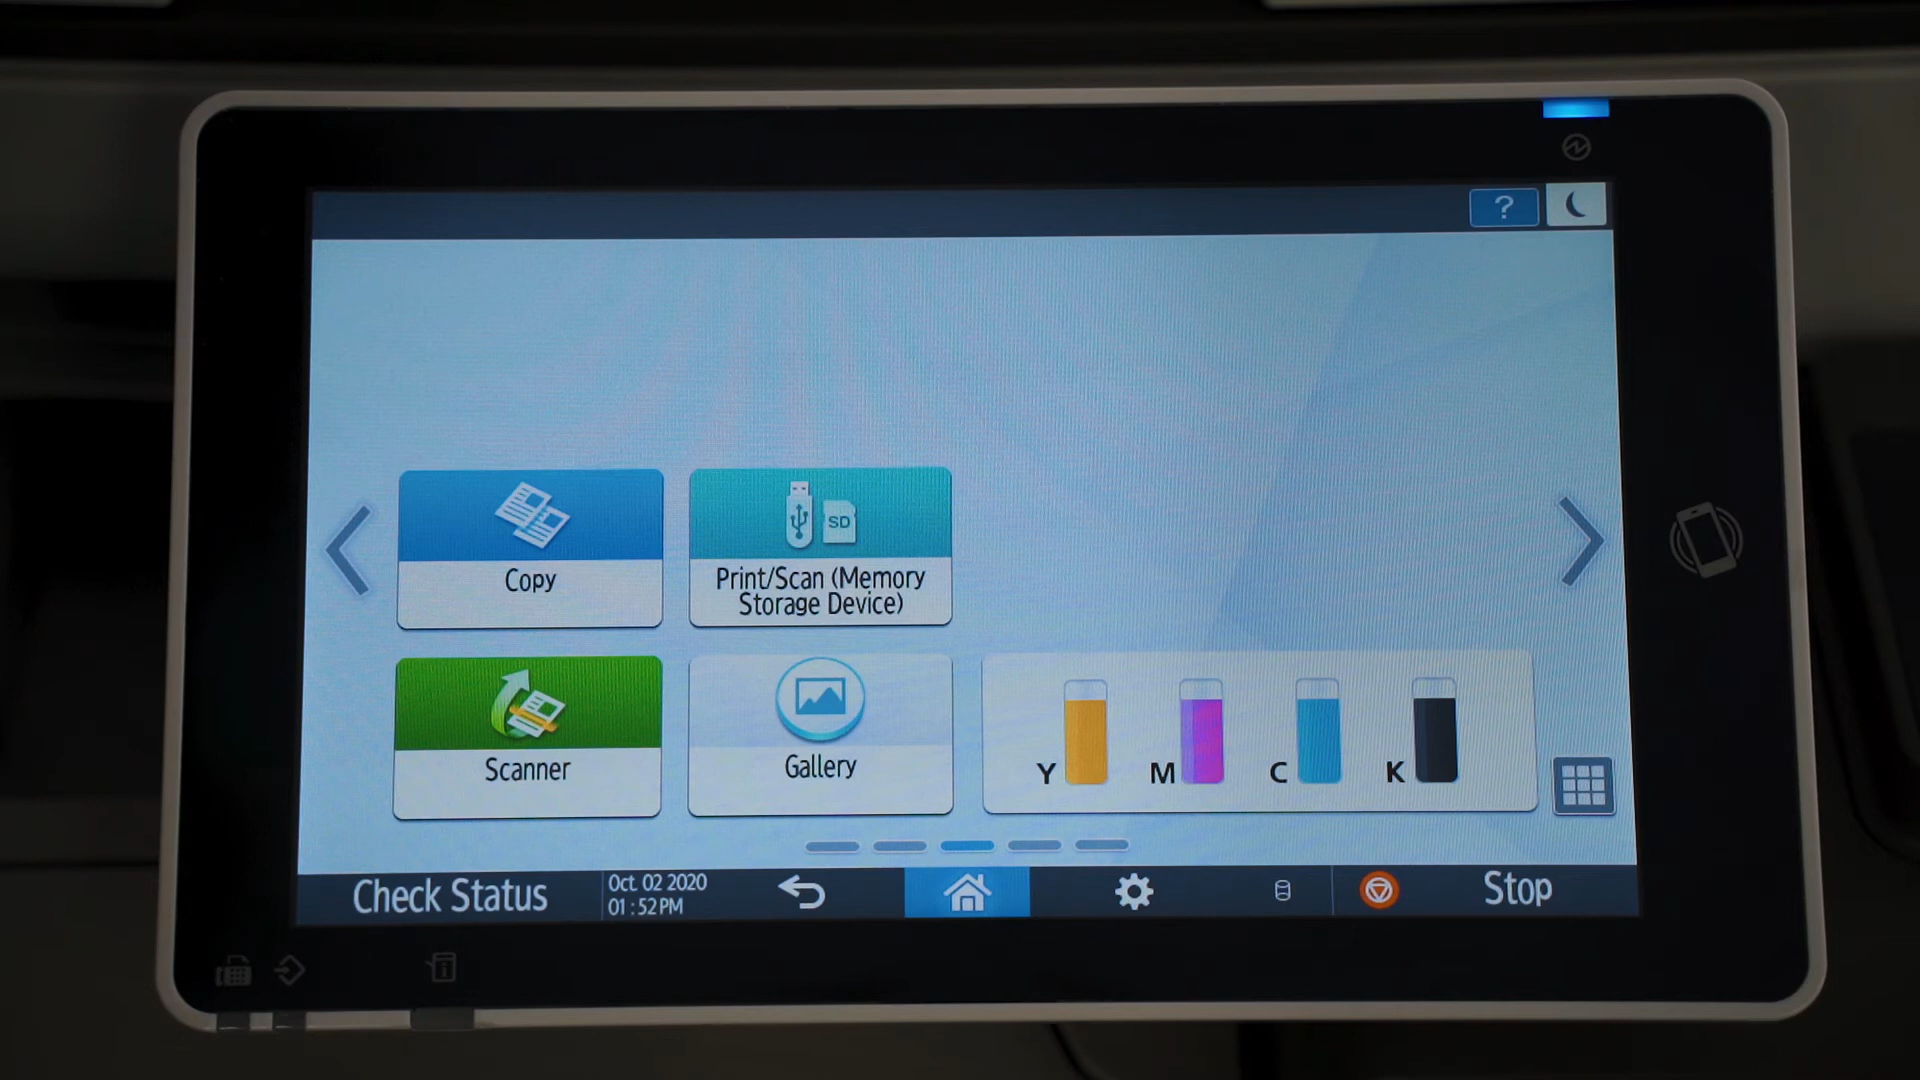 ?
SD
Copy
Print/Scan (Memory
Storage Device)
Scanner
Gallery
Y M C K
Check Status
Oct. 02 2020
01:52 PM
Stop